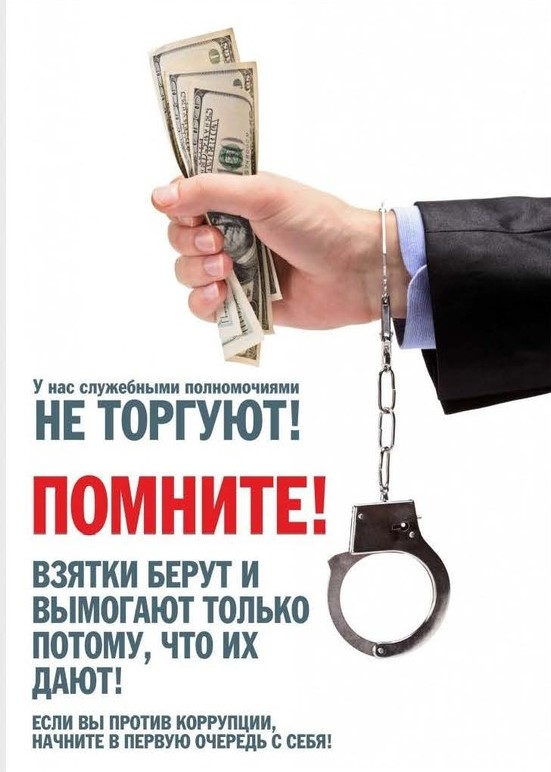 У нас служебными полномочиями
НЕ ТОРГУЮТ!
ПОМНИТЕ!
ВЗЯТКИ БЕРУТ И
ВЫМОГАЮТ ТОЛЬКО
ПОТОМУ, ЧТО ИХ
ДАЮТ!
ЕСЛИ ВЫ ПРОТИВ КОРРУПЦИИ,
НАЧНИТЕ В ПЕРВУЮ ОЧЕРЕДЬ С СЕБЯ!